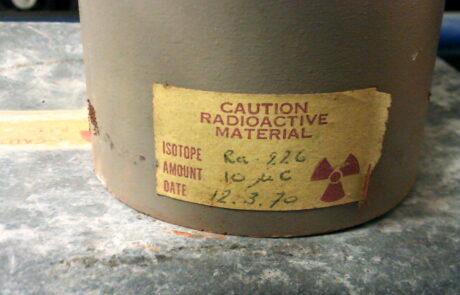 CAUTION
RADIOACTIVE
MATERIAL
ISOTOPE Ra-226
AMOUNT 10 µC
DATE 12.3.70